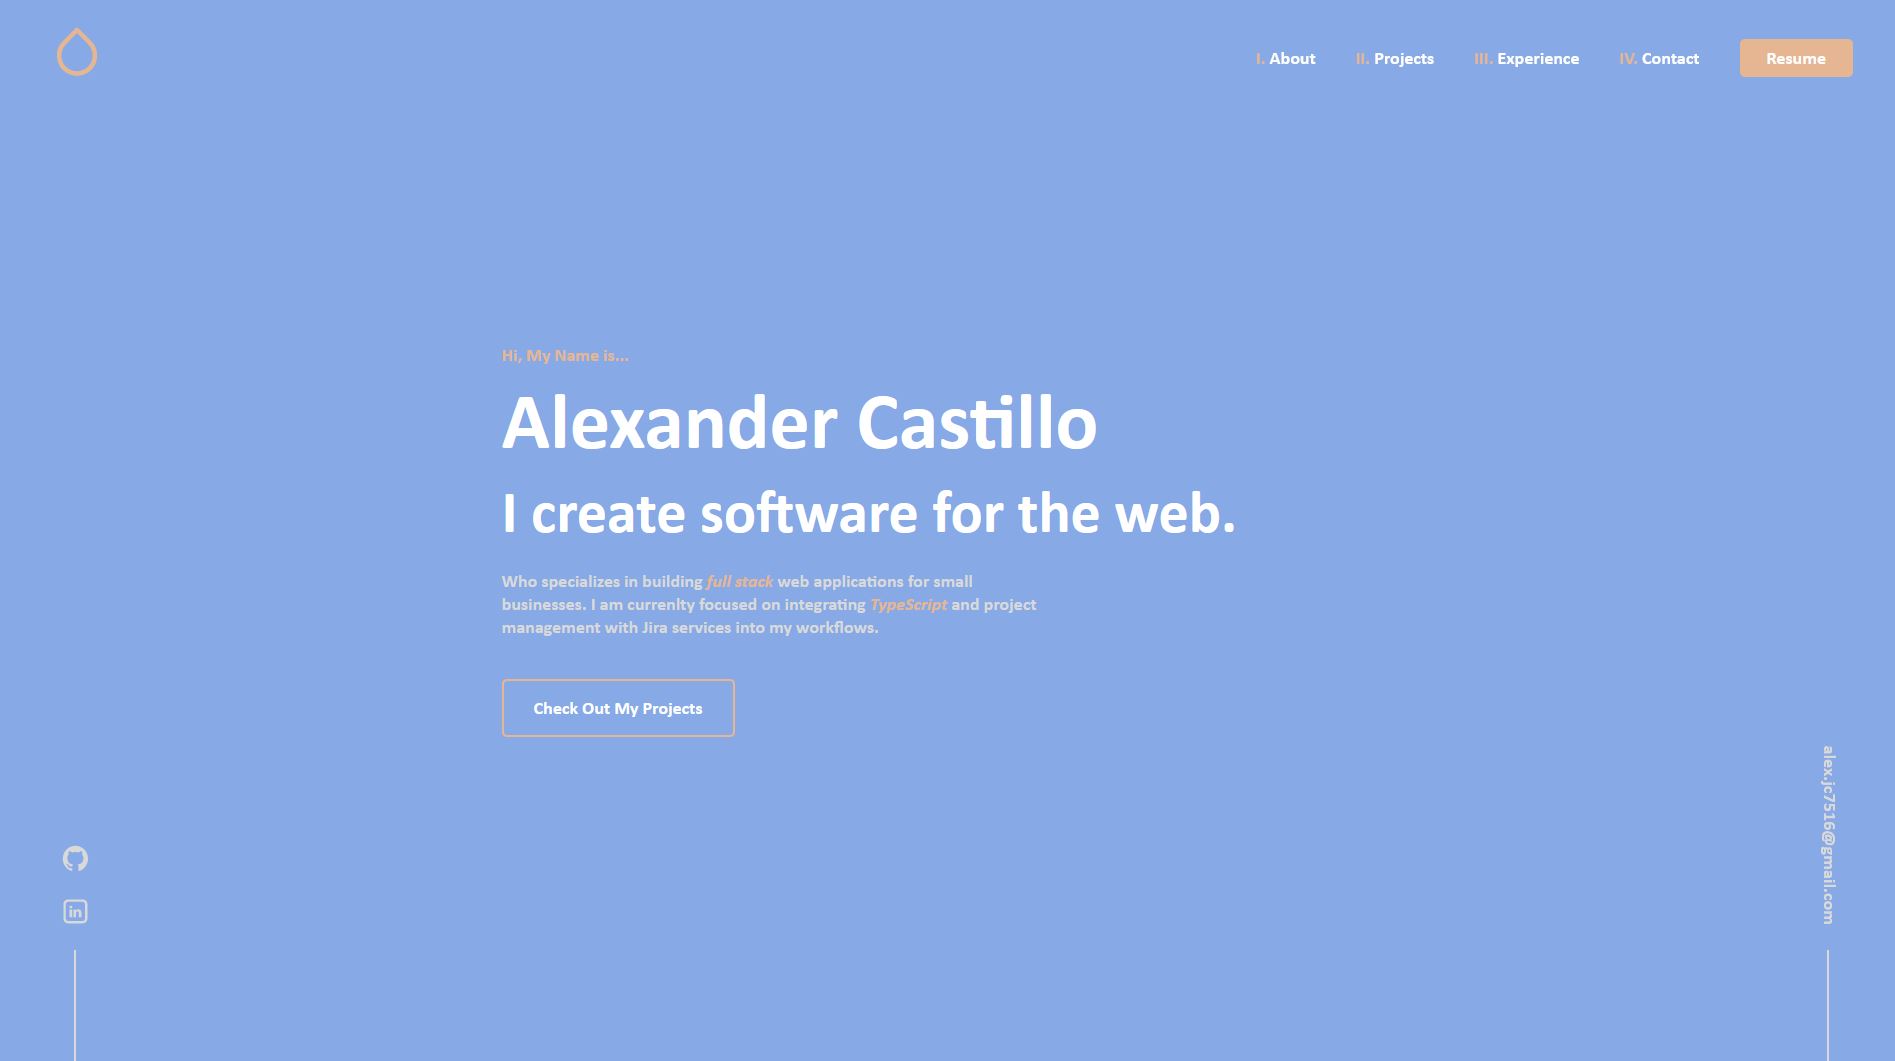 I. About
II. Projects
III. Experience
IV. Contact
Resume
Hi, My Name is...
Alexander Castillo
I create software for the web.
Who specializes in building full stack web applications for small
businesses. I am currenlty focused on integrating TypeScript and project
management with Jira services into my workflows.
Check Out My Projects
alex.jc7516@gmail.com
in